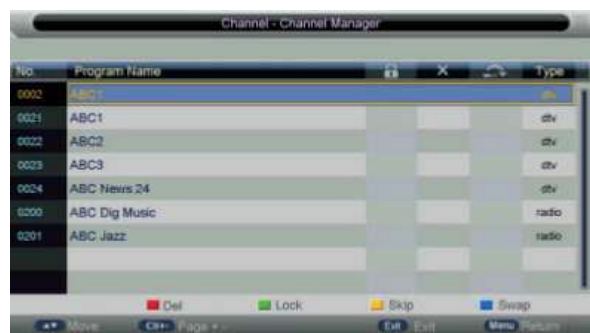 Channel - Channel Manager
No. Program Name Type
0002 ABC1 dtv
0021 ABC1 dtv
0022 ABC2 dtv
0023 ABC3 dtv
0024 ABC News 24 dtv
0200 ABC Dig Music radio
0201 ABC Jazz radio
Del Lock Skip Swap
Move CH+- Page + - Exit Exit Menu Return